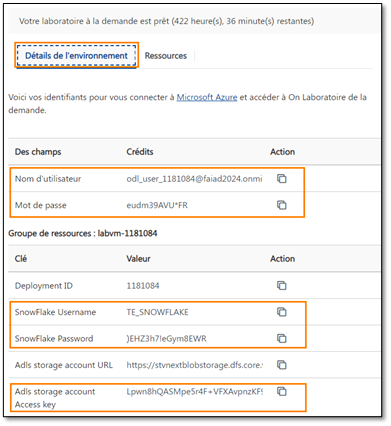 Votre laboratoire à la demande est prêt (422 heure(s), 36 minute(s) restantes)
Détails de l'environnement Ressources
Voici vos identifiants pour vous connecter à Microsoft Azure et accéder à On Laboratoire de la
demande.
Des champs Crédits Action
Nom d'utilisateur odl_user_1181084@faiad2024.onmi
Mot de passe eudm39AVU*FR
Groupe de ressources : labvm-1181084
Clé Valeur Action
Deployment ID 1181084
SnowFlake Username TE_SNOWFLAKE
SnowFlake Password )EHZ3h7!eGym8EWR
Adls storage account URL https://stvnextblobstorage.dfs.core.
Adls storage account Lpwn8hQASMpe5r4F+VFXAvpnzKF9
Access key